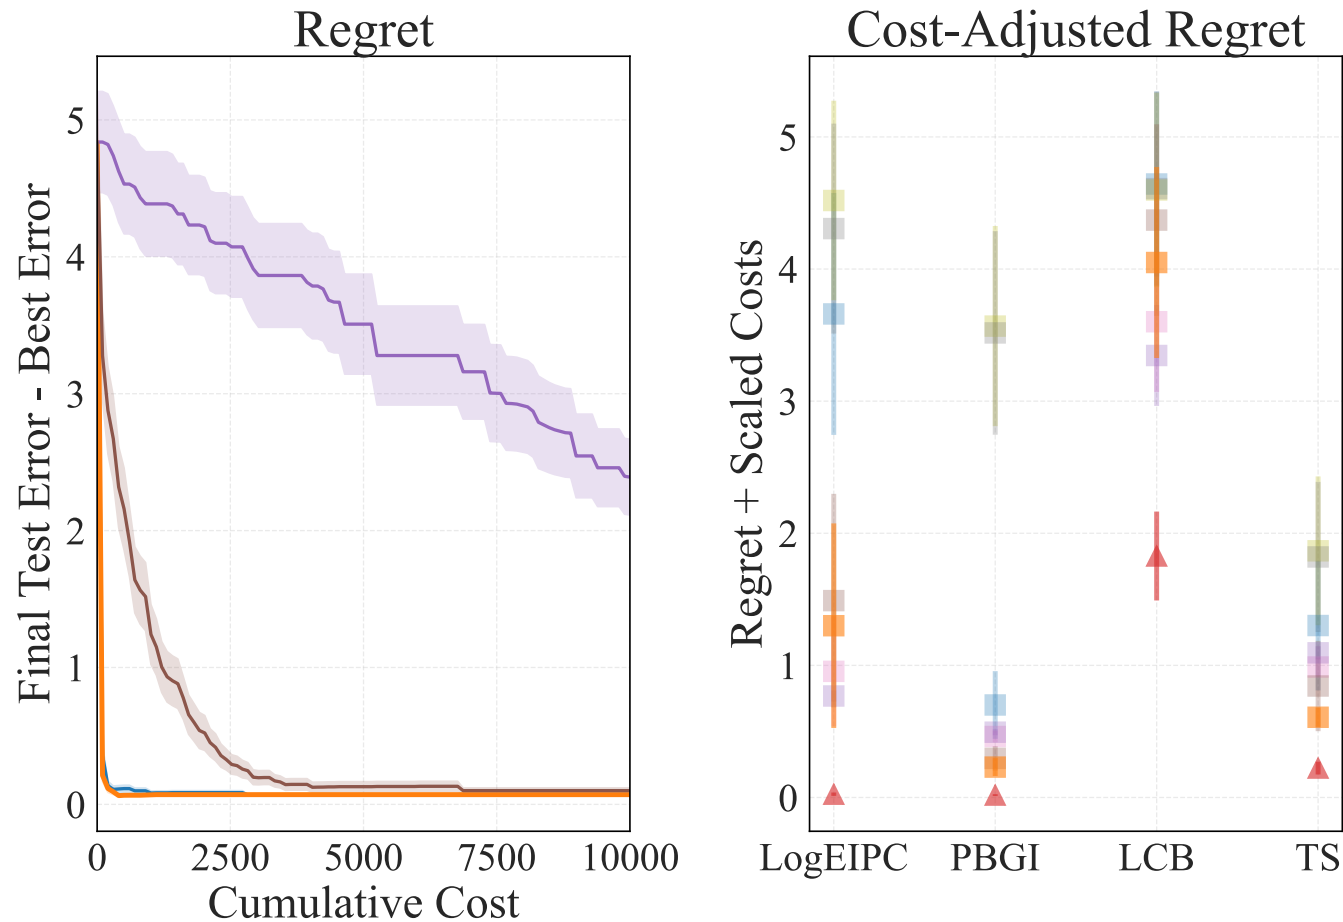 Regret
Final Test Error - Best Error
5
4
3
2
1
0
0 2500 5000 7500 10000
Cumulative Cost
Cost-Adjusted Regret
Regret + Scaled Costs
5
4
3
2
1
0
LogEIPC PBGI LCB TS